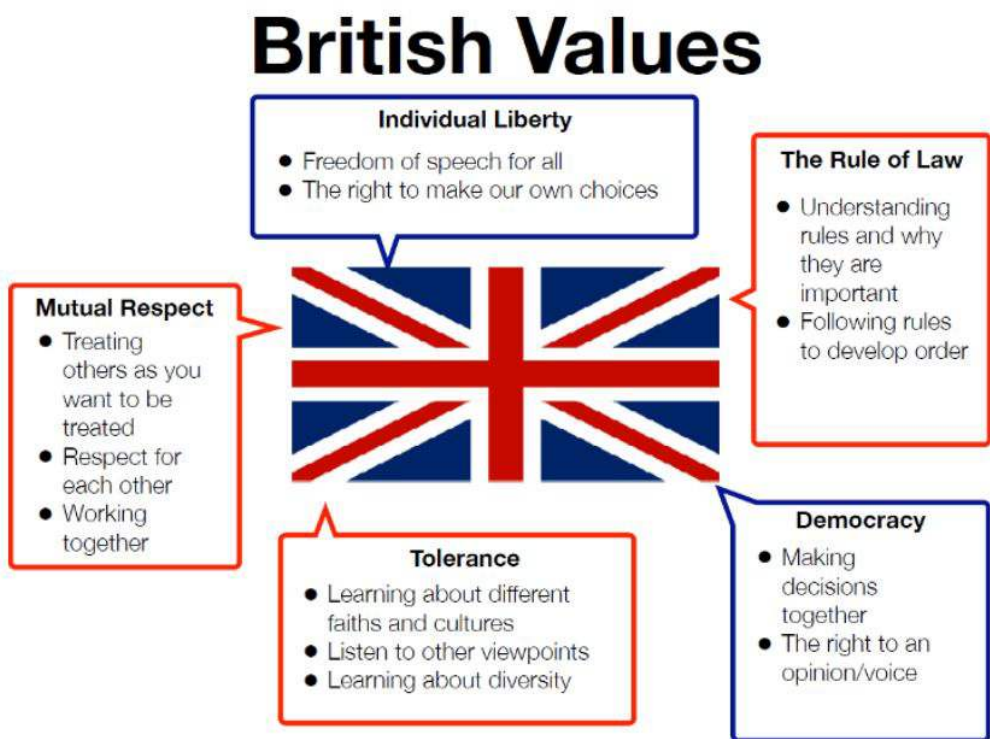 British Values
Individual Liberty
● Freedom of speech for all
● The right to make our own choices
The Rule of Law
● Understanding
rules and why
they are
important
● Following rules
to develop order
Mutual Respect
● Treating
others as you
want to be
treated
● Respect for
each other
● Working
together
Tolerance
● Learning about different
faiths and cultures
● Listen to other viewpoints
● Learning about diversity
Democracy
● Making
decisions
together
● The right to an
opinion/voice